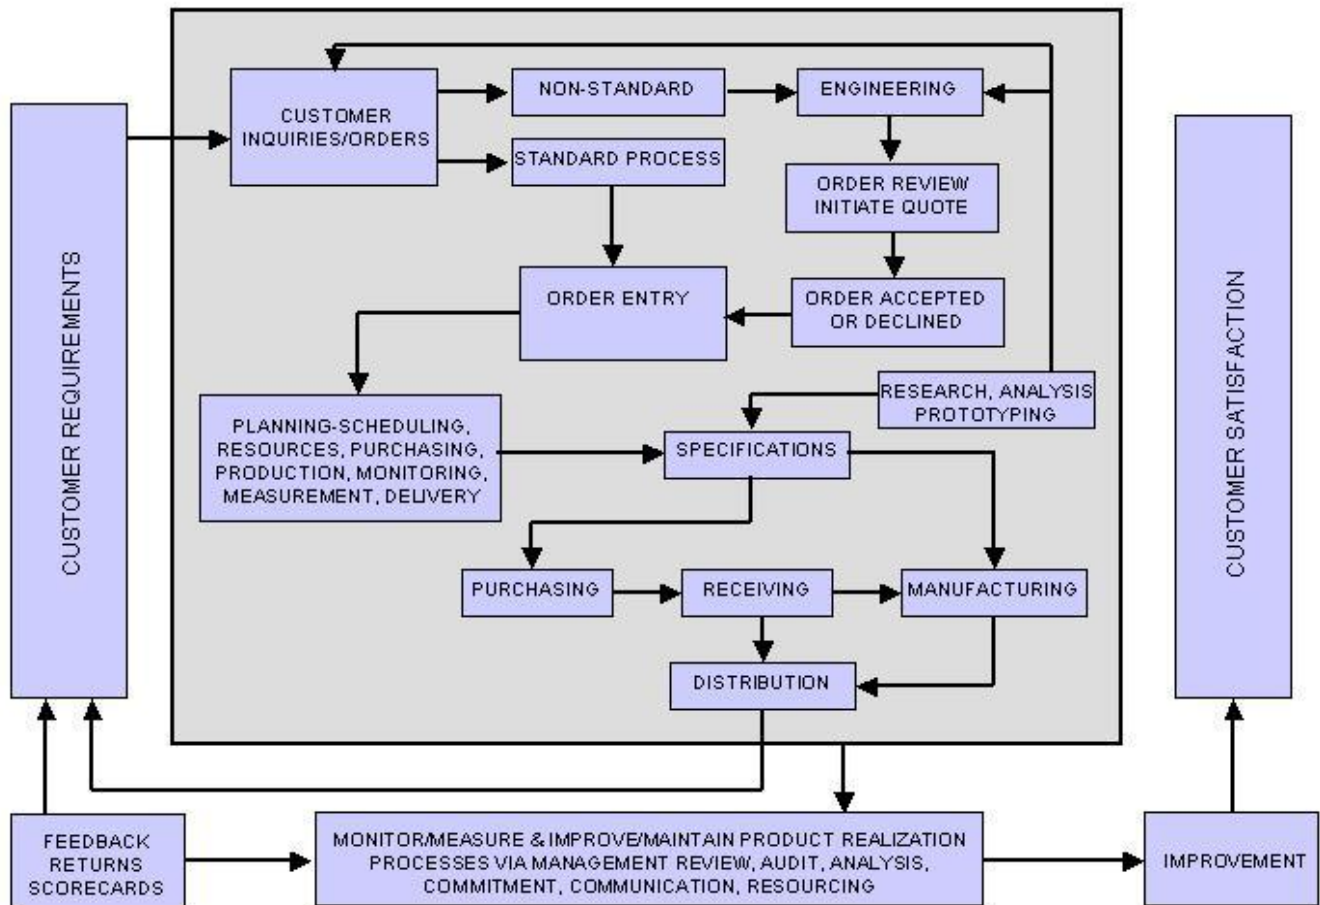 CUSTOMER REQUIREMENTS
CUSTOMER
INQUIRIES/ORDERS
NON-STANDARD
ENGINEERING
STANDARD PROCESS
ORDER REVIEW
INITIATE QUOTE
ORDER ENTRY
ORDER ACCEPTED
OR DECLINED
RESEARCH, ANALYSIS
PROTOTYPING
PLANNING-SCHEDULING,
RESOURCES, PURCHASING,
PRODUCTION, MONITORING,
MEASUREMENT, DELIVERY
SPECIFICATIONS
PURCHASING
RECEIVING
MANUFACTURING
DISTRIBUTION
CUSTOMER SATISFACTION
FEEDBACK
RETURNS
SCORECARDS
MONITOR/MEASURE & IMPROVE/MAINTAIN PRODUCT REALIZATION
PROCESSES VIA MANAGEMENT REVIEW, AUDIT, ANALYSIS,
COMMITMENT, COMMUNICATION, RESOURCING
IMPROVEMENT